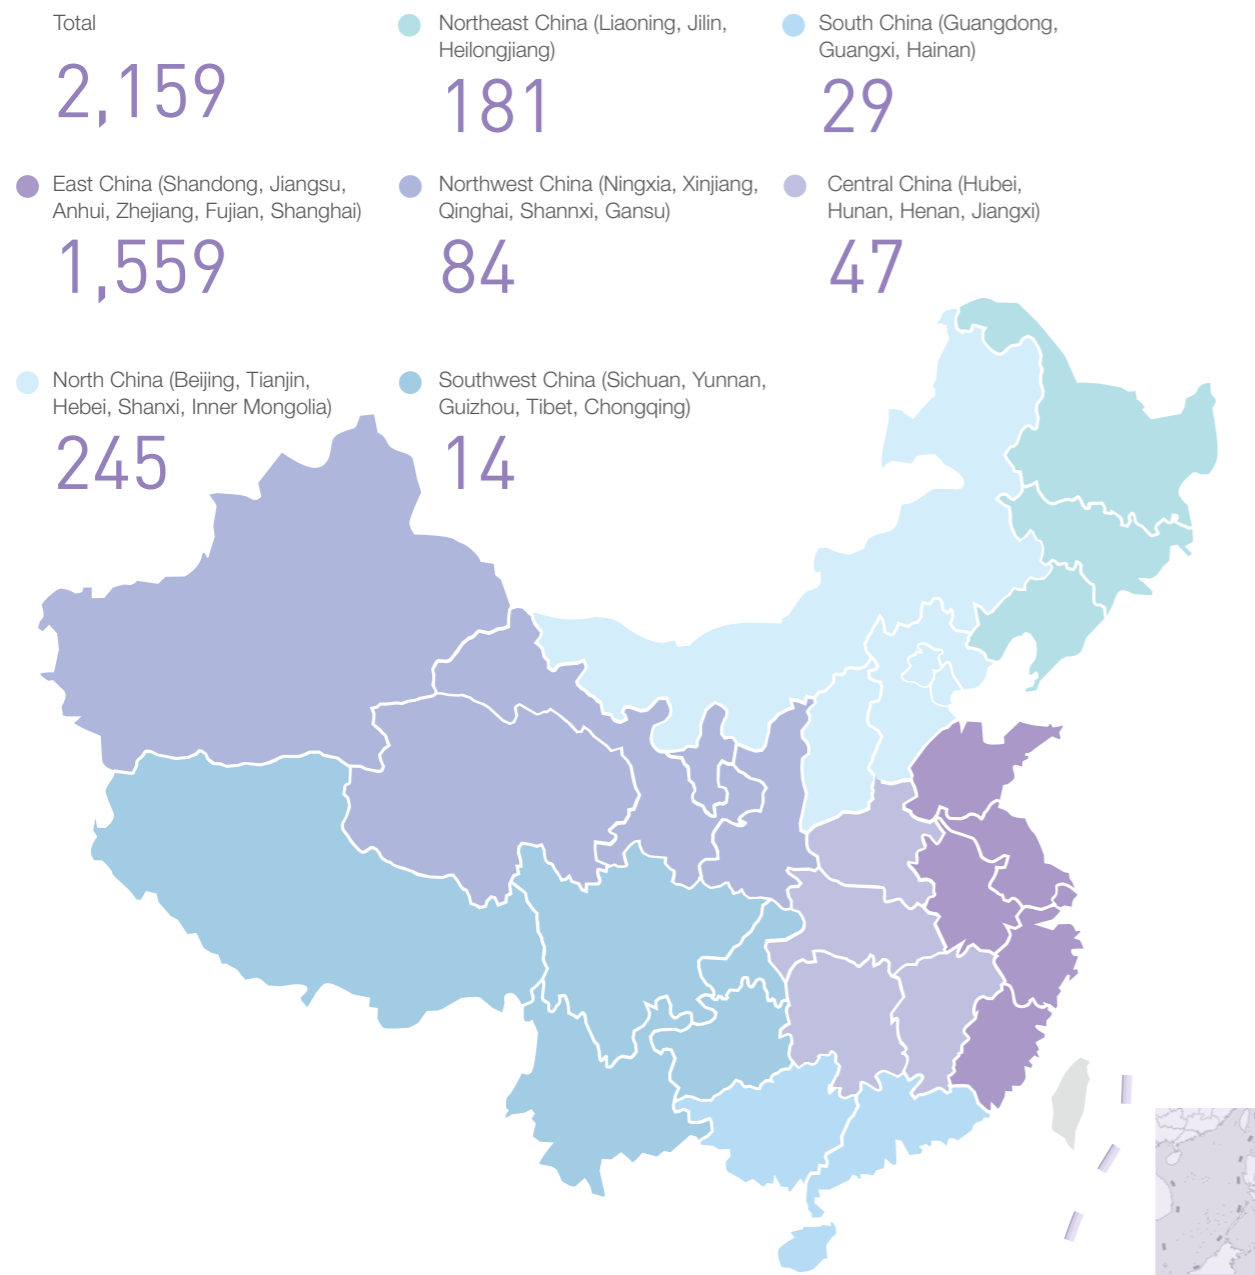 Total
2,159
Northeast China (Liaoning, Jilin,
Heilongjiang)
181
South China (Guangdong,
Guangxi, Hainan)
29
East China (Shandong, Jiangsu,
Anhui, Zhejiang, Fujian, Shanghai)
1,559
Northwest China (Ningxia, Xinjiang,
Qinghai, Shannxi, Gansu)
84
Central China (Hubei,
Hunan, Henan, Jiangxi)
47
North China (Beijing, Tianjin,
Hebei, Shanxi, Inner Mongolia)
245
Southwest China (Sichuan, Yunnan,
Guizhou, Tibet, Chongqing)
14